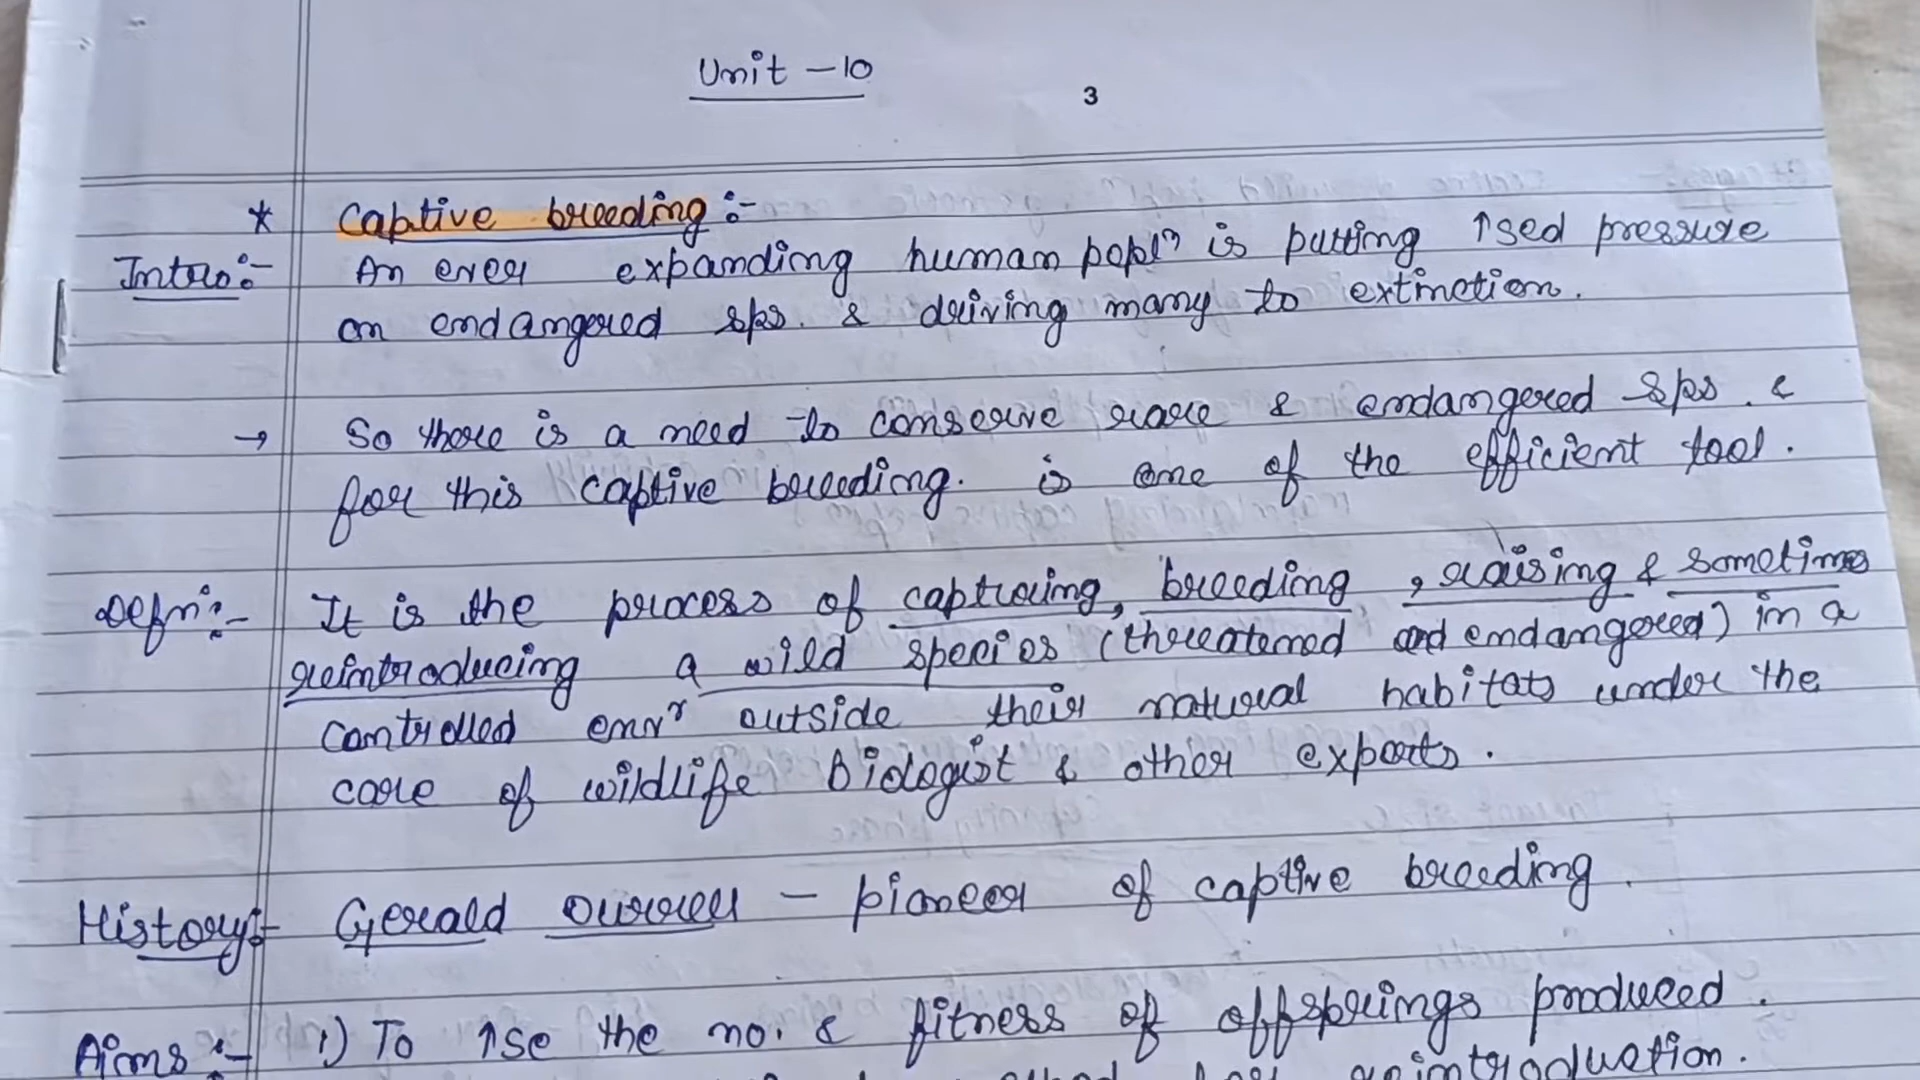 Unit - 10
3
* Captive breeding :-
Intro :- An ever expanding human popl^n is putting ↑sed pressure
on endangered sps. & driving many to extinction.
→ So there is a need to conserve rare & endangered sps. &
for this captive breeding. is one of the efficient tool.
Defn :- It is the process of capturing, breeding, raising & sometimes
reintroducing a wild species (threatened and endangered) in a
controlled env^r outside their natural habitats under the
care of wildlife Biologist & other experts.
History :- Gerald Durrell - pioneer of captive breeding.
Aims :- 1) To ↑se the no. & fitness of offsprings produced.
reintroduction.